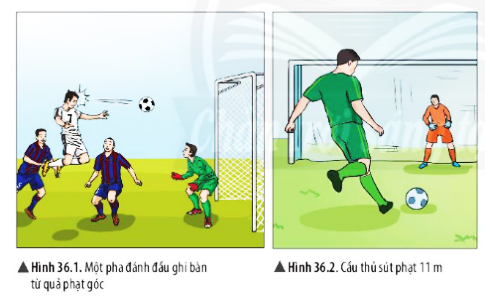 ▲ Hình 36.1. Một pha đánh đầu ghi bàn
từ quả phạt góc
▲ Hình 36.2. Cầu thủ sút phạt 11 m